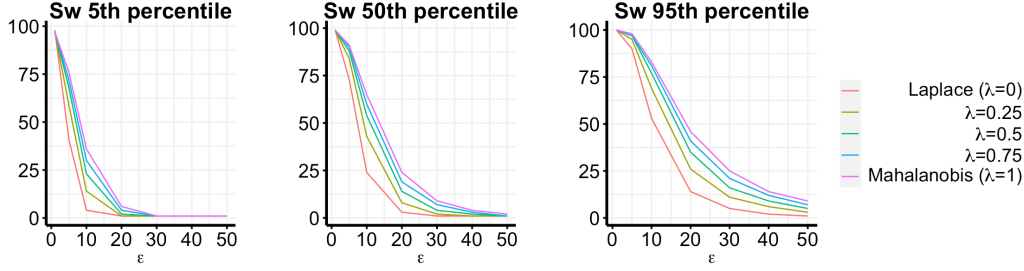 Sw 5th percentile
100
75
50
25
0
0 10 20 30 40 50
ε
Sw 50th percentile
100
75
50
25
0
0 10 20 30 40 50
ε
Sw 95th percentile
100
75
50
25
0
0 10 20 30 40 50
ε
Laplace (λ=0)
λ=0.25
λ=0.5
λ=0.75
Mahalanobis (λ=1)